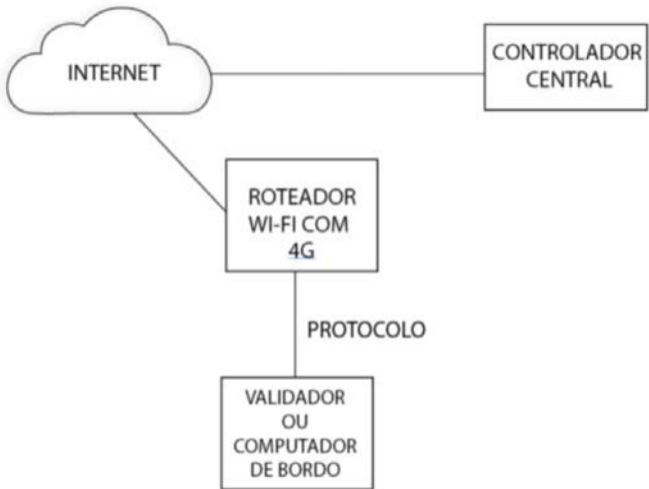 INTERNET
CONTROLADOR
CENTRAL
ROTEADOR
WI-FI COM
4G
PROTOCOLO
VALIDADOR
OU
COMPUTADOR
DE BORDO